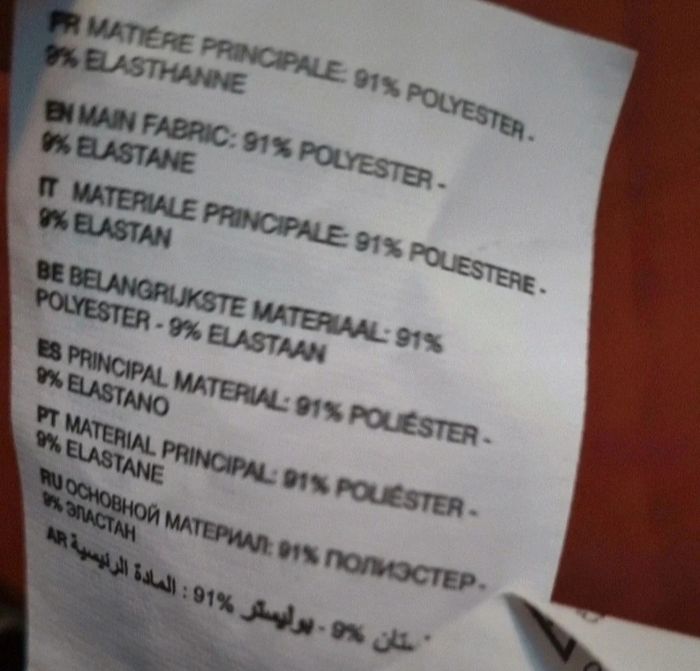 FR MATIÉRE PRINCIPALE: 91% POLYESTER -
9% ELASTHANNE
EN MAIN FABRIC: 91% POLYESTER -
9% ELASTANE
IT MATERIALE PRINCIPALE: 91% POLIESTERE -
9% ELASTAN
BE BELANGRIJKSTE MATERIAAL: 91%
POLYESTER - 9% ELASTAAN
ES PRINCIPAL MATERIAL: 91% POLIÉSTER -
9% ELASTANO
PT MATERIAL PRINCIPAL: 91% POLIÉSTER -
9% ELASTANE
RU ОСНОВНОЙ МАТЕРИАЛ: 91% ПОЛИЭСТЕР -
9% ЭЛАСТАН
AR المادة الرئيسية : 91% بوليستر - 9%